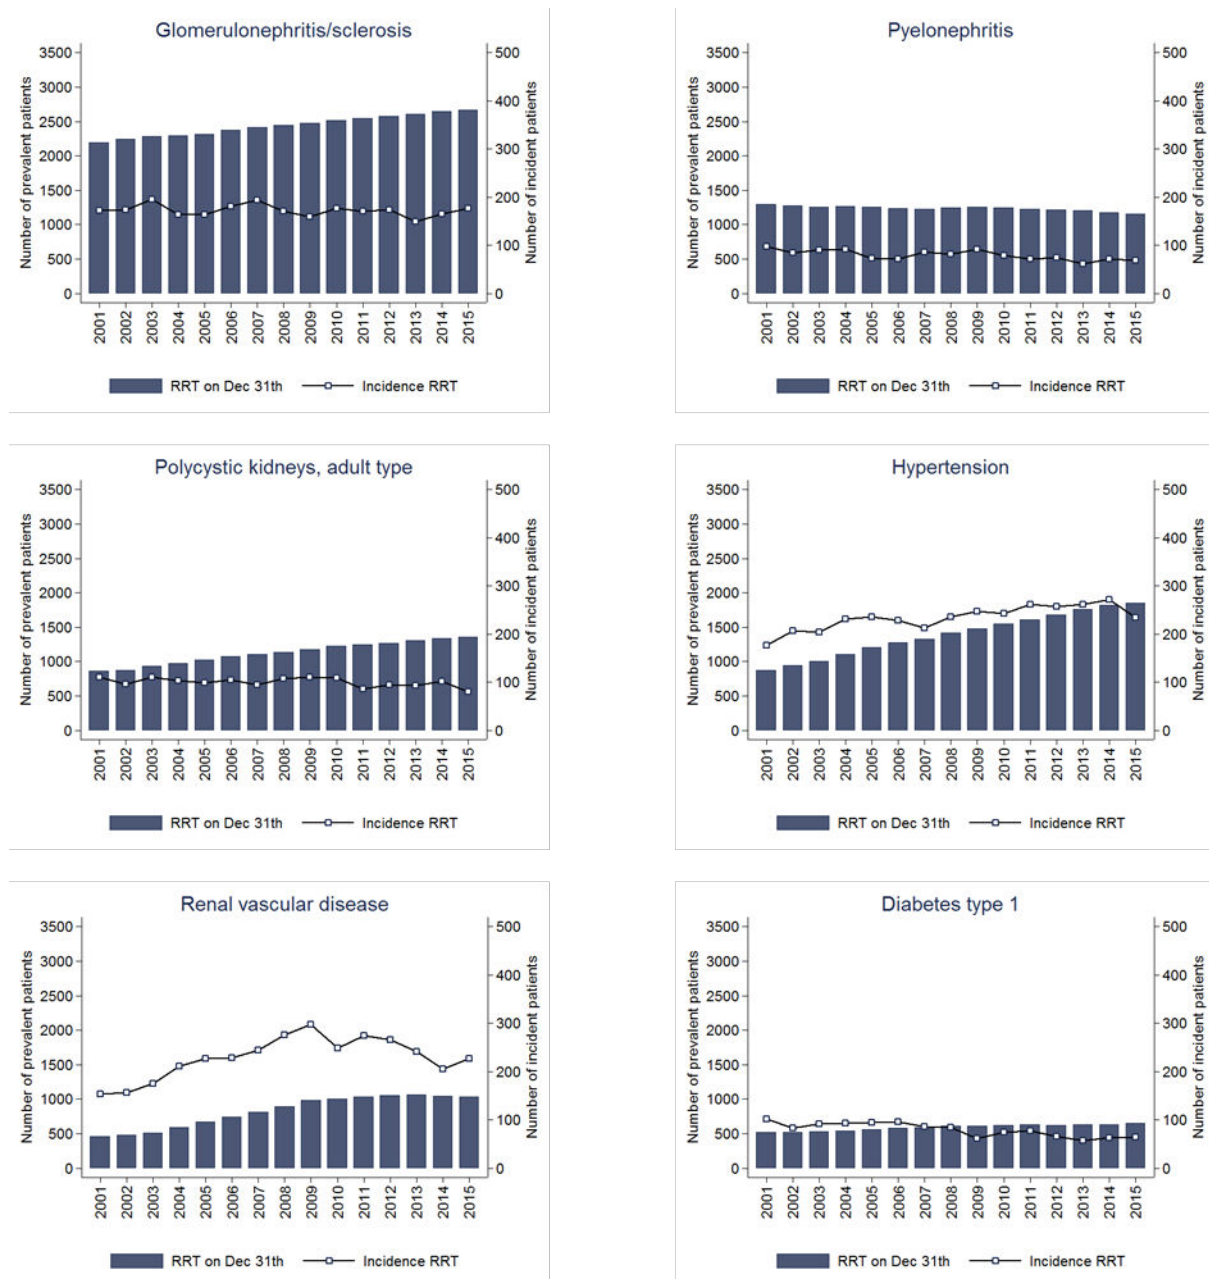 Glomerulonephritis/sclerosis
Number of prevalent patients
3500
3000
2500
2000
1500
1000
500
0
500
400
300
200
100
0
Number of incident patients
2001 2002 2003 2004 2005 2006 2007 2008 2009 2010 2011 2012 2013 2014 2015
RRT on Dec 31th Incidence RRT
Pyelonephritis
Number of prevalent patients
3500
3000
2500
2000
1500
1000
500
0
500
400
300
200
100
0
Number of incident patients
2001 2002 2003 2004 2005 2006 2007 2008 2009 2010 2011 2012 2013 2014 2015
RRT on Dec 31th Incidence RRT
Polycystic kidneys, adult type
Number of prevalent patients
3500
3000
2500
2000
1500
1000
500
0
500
400
300
200
100
0
Number of incident patients
2001 2002 2003 2004 2005 2006 2007 2008 2009 2010 2011 2012 2013 2014 2015
RRT on Dec 31th Incidence RRT
Hypertension
Number of prevalent patients
3500
3000
2500
2000
1500
1000
500
0
500
400
300
200
100
0
Number of incident patients
2001 2002 2003 2004 2005 2006 2007 2008 2009 2010 2011 2012 2013 2014 2015
RRT on Dec 31th Incidence RRT
Renal vascular disease
Number of prevalent patients
3500
3000
2500
2000
1500
1000
500
0
500
400
300
200
100
0
Number of incident patients
2001 2002 2003 2004 2005 2006 2007 2008 2009 2010 2011 2012 2013 2014 2015
RRT on Dec 31th Incidence RRT
Diabetes type 1
Number of prevalent patients
3500
3000
2500
2000
1500
1000
500
0
500
400
300
200
100
0
Number of incident patients
2001 2002 2003 2004 2005 2006 2007 2008 2009 2010 2011 2012 2013 2014 2015
RRT on Dec 31th Incidence RRT